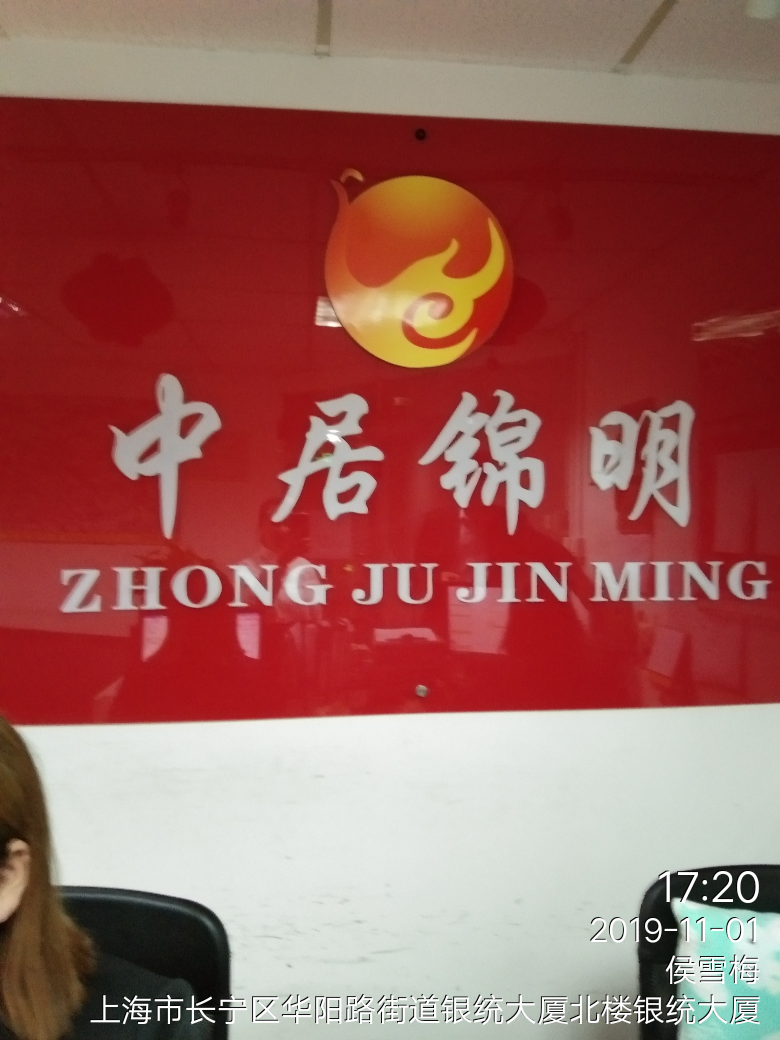 中居锦明
ZHONG JU JIN MING
17:20
2019-11-01
侯雪梅
上海市长宁区华阳路街道银统大厦北楼银统大厦